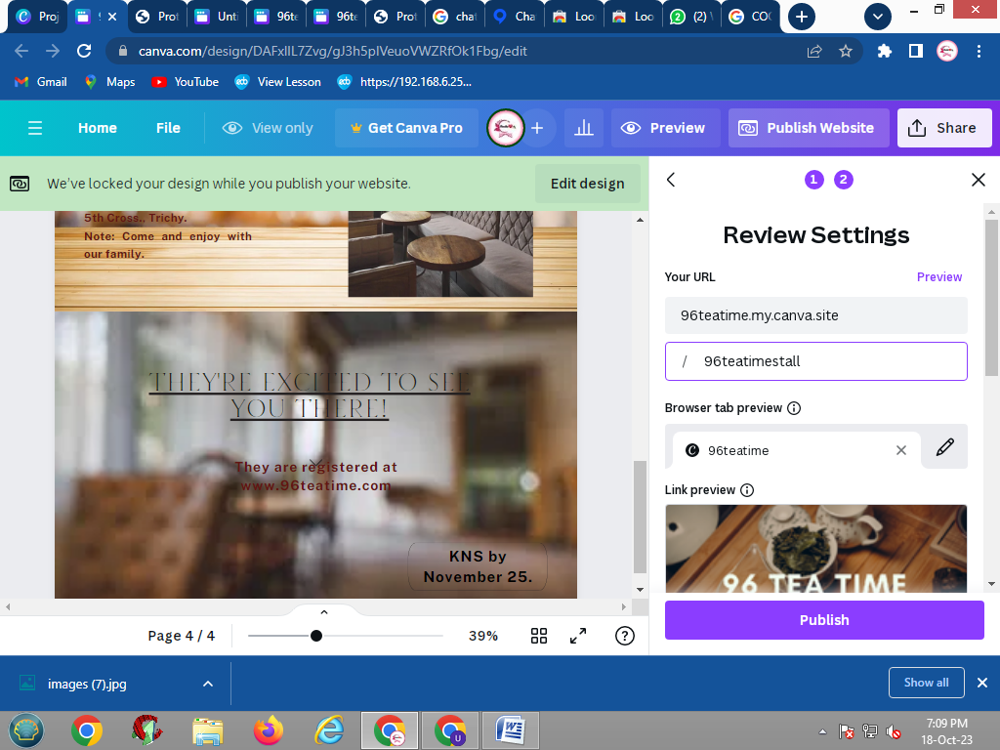 Proj
9
Prot
Unti
96te
96te
Prot
chat
Cha
Loo
Loo
(2) W
COC
canva.com/design/DAFxIlL7Zvg/gJ3h5pIVeuoVWZRfOk1Fbg/edit
Gmail
Maps
YouTube
View Lesson
https://192.168.6.25...
Home
File
View only
Get Canva Pro
Preview
Publish Website
Share
We've locked your design while you publish your website.
Edit design
1 2
5th Cross.. Trichy.
Note: Come and enjoy with
our family.
THEY'RE EXCITED TO SEE
YOU THERE!
They are registered at
www.96teatime.com
KNS by
November 25.
Review Settings
Your URL
Preview
96teatime.my.canva.site
/ 96teatimestall
Browser tab preview
96teatime
Link preview
96 TEA TIME
Publish
Page 4 / 4
39%
images (7).jpg
Show all
7:09 PM
18-Oct-23